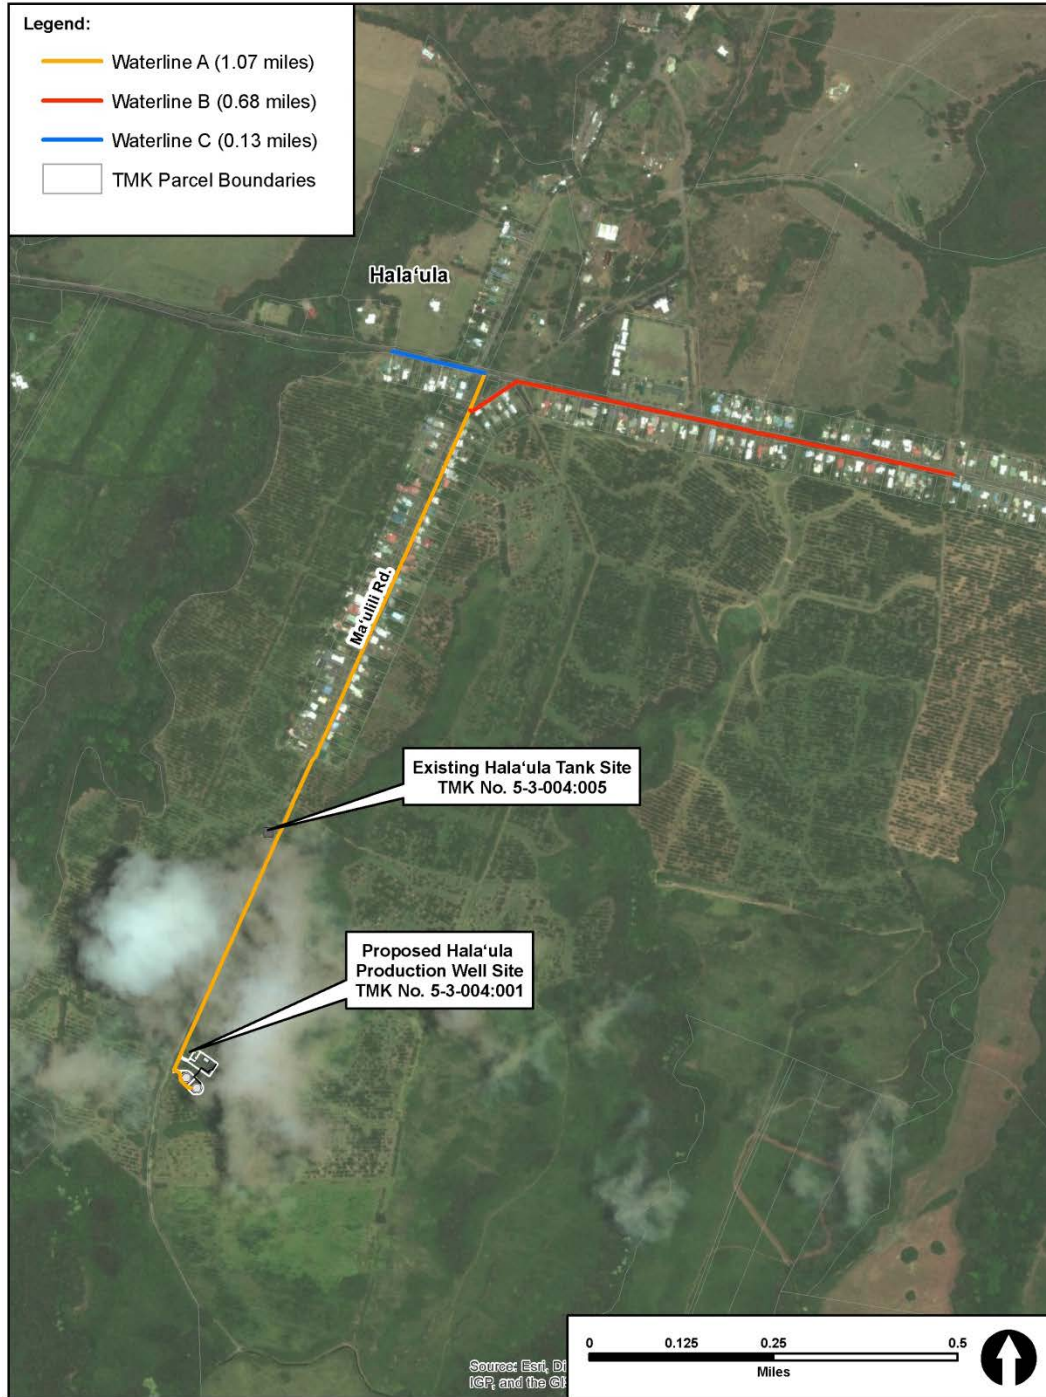 Legend:
Waterline A (1.07 miles)
Waterline B (0.68 miles)
Waterline C (0.13 miles)
TMK Parcel Boundaries
Hala‘ula
Ma‘ulili Rd.
Existing Hala‘ula Tank Site
TMK No. 5-3-004:005
Proposed Hala‘ula
Production Well Site
TMK No. 5-3-004:001
0 0.125 0.25 0.5
Miles
Source: Esri, Di
IGP, and the GI